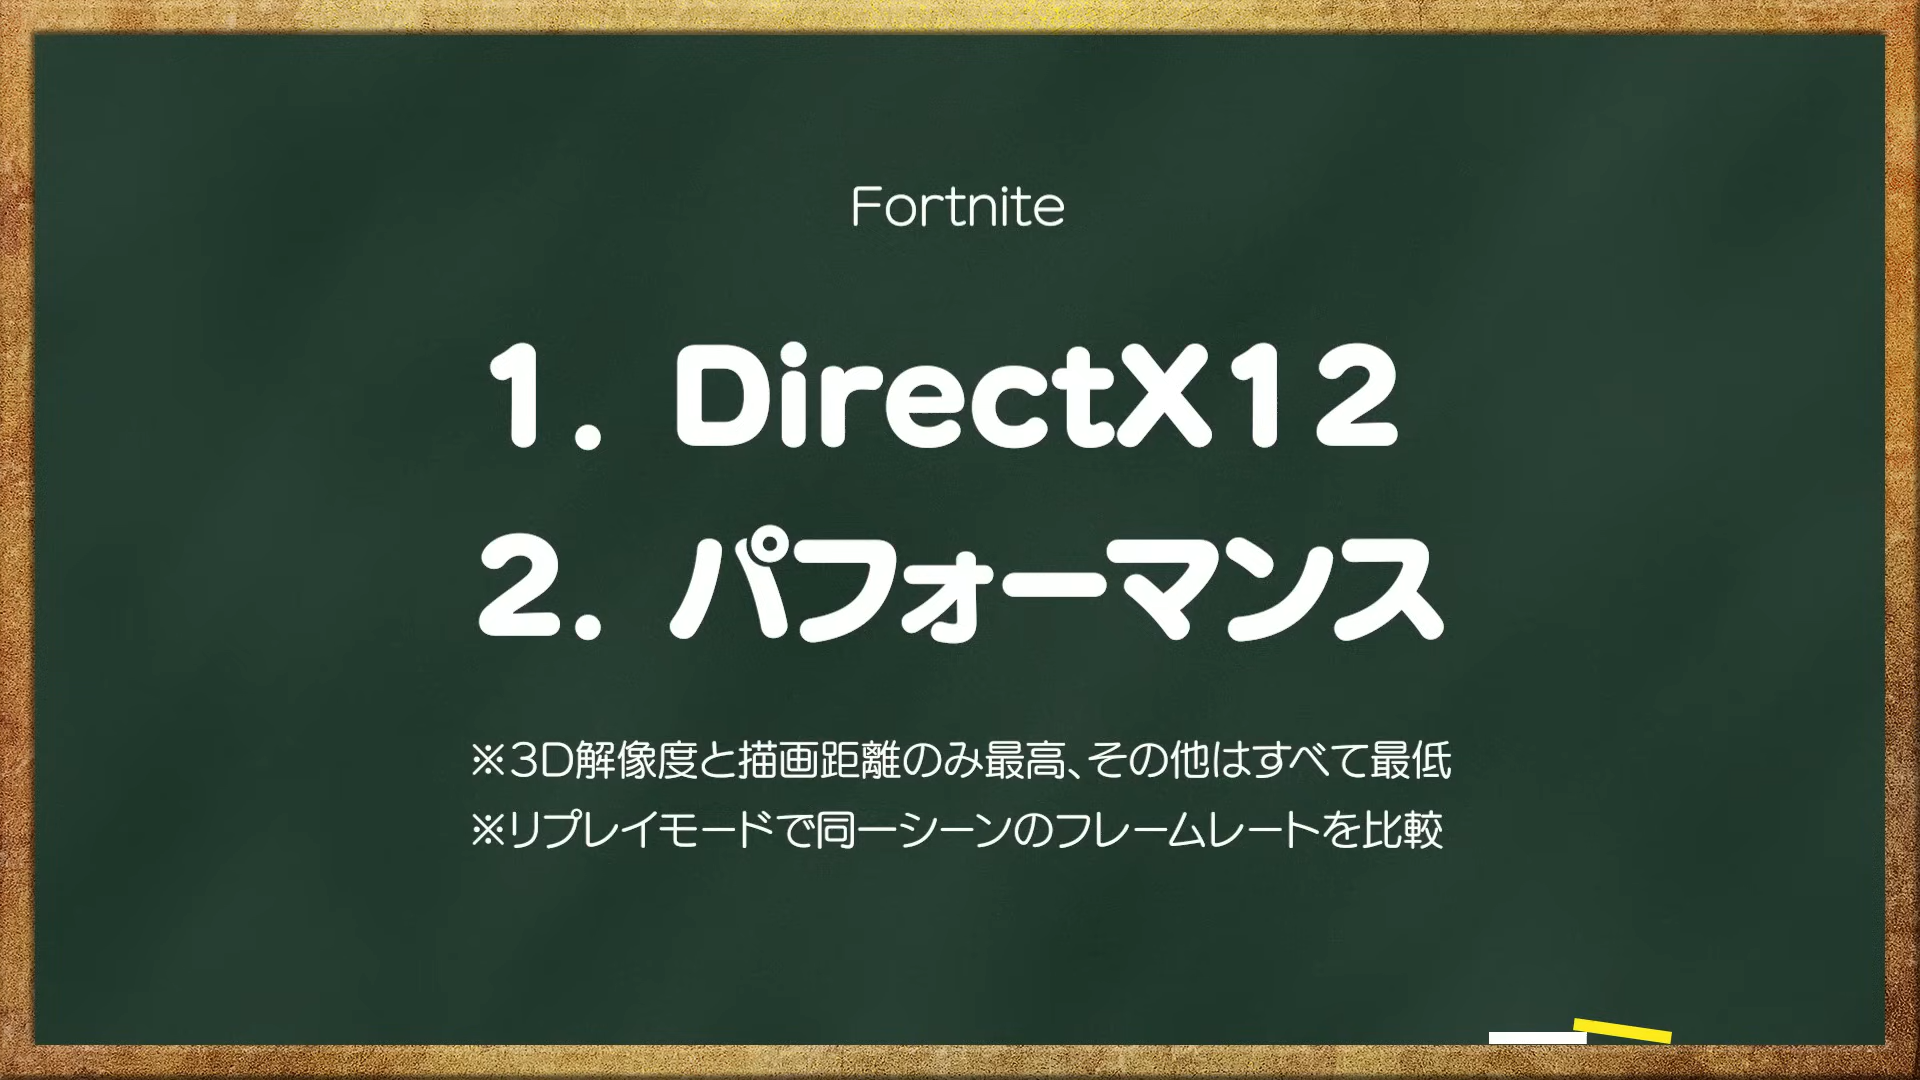 Fortnite
1. DirectX12
2. パフォーマンス
※3D解像度と描画距離のみ最高、その他はすべて最低
※リプレイモードで同一シーンのフレームレートを比較